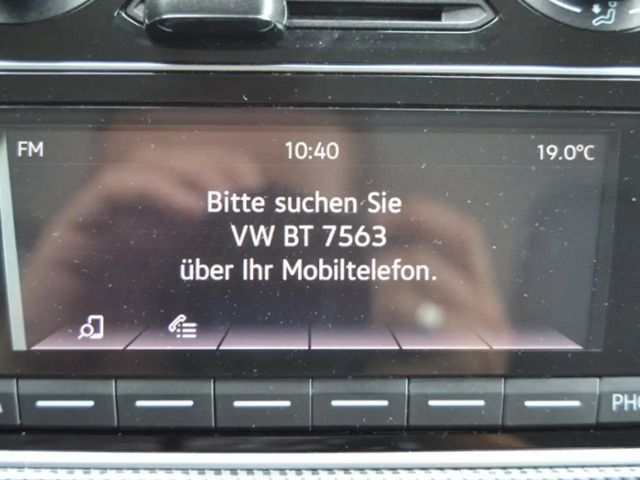 FM 10:40 19.0°C
Bitte suchen Sie
VW BT 7563
über Ihr Mobiltelefon.